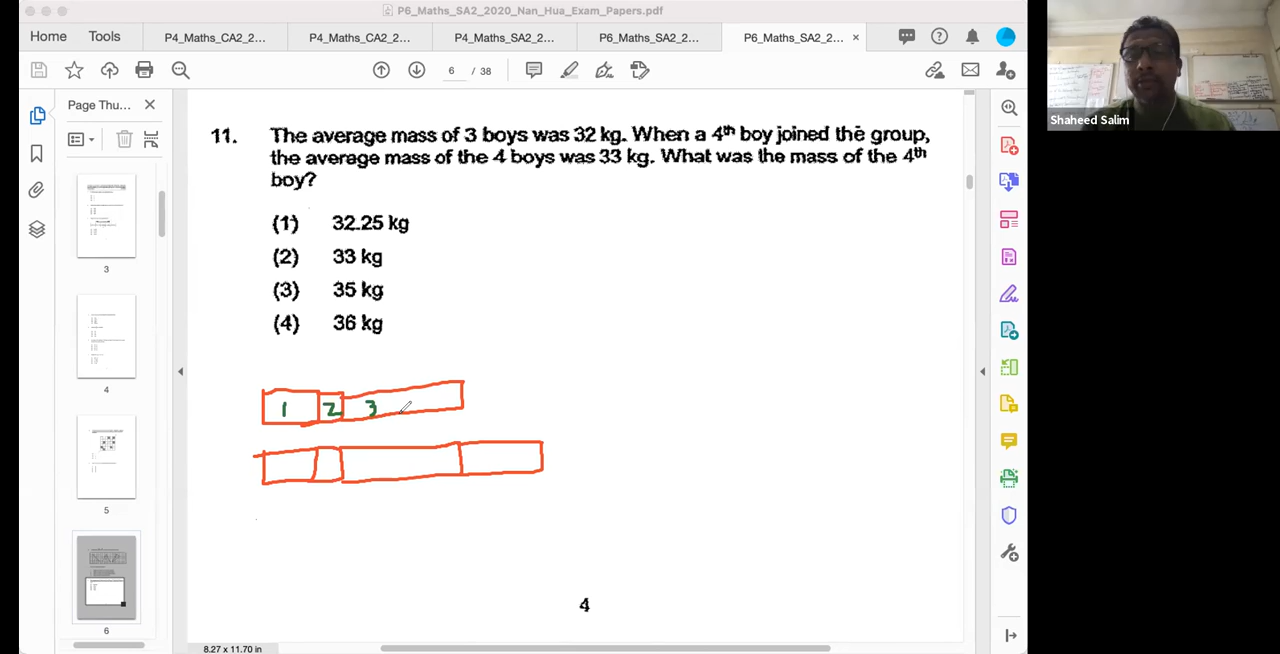 P6_Maths_SA2_2020_Nan_Hua_Exam_Papers.pdf
Home Tools P4_Maths_CA2_2... P4_Maths_CA2_2... P4_Maths_SA2_2... P6_Maths_SA2_2... P6_Maths_SA2_2... ×
6 / 38
Page Thu... ×
3
4
5
6
11. The average mass of 3 boys was 32 kg. When a 4th boy joined the group,
the average mass of the 4 boys was 33 kg. What was the mass of the 4th
boy?
(1) 32.25 kg
(2) 33 kg
(3) 35 kg
(4) 36 kg
1 2 3
4
8.27 x 11.70 in
Shaheed Salim